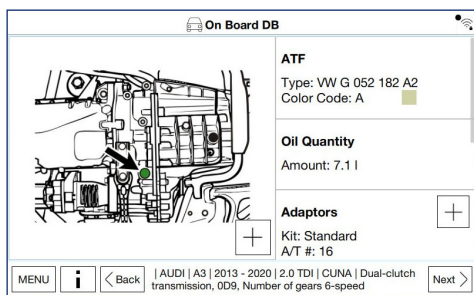 On Board DB
ATF
Type: VW G 052 182 A2
Color Code: A
Oil Quantity
Amount: 7.1 l
Adaptors
Kit: Standard
A/T #: 16
MENU
i
Back
| AUDI | A3 | 2013 - 2020 | 2.0 TDI | CUNA | Dual-clutch
transmission, 0D9, Number of gears 6-speed
Next